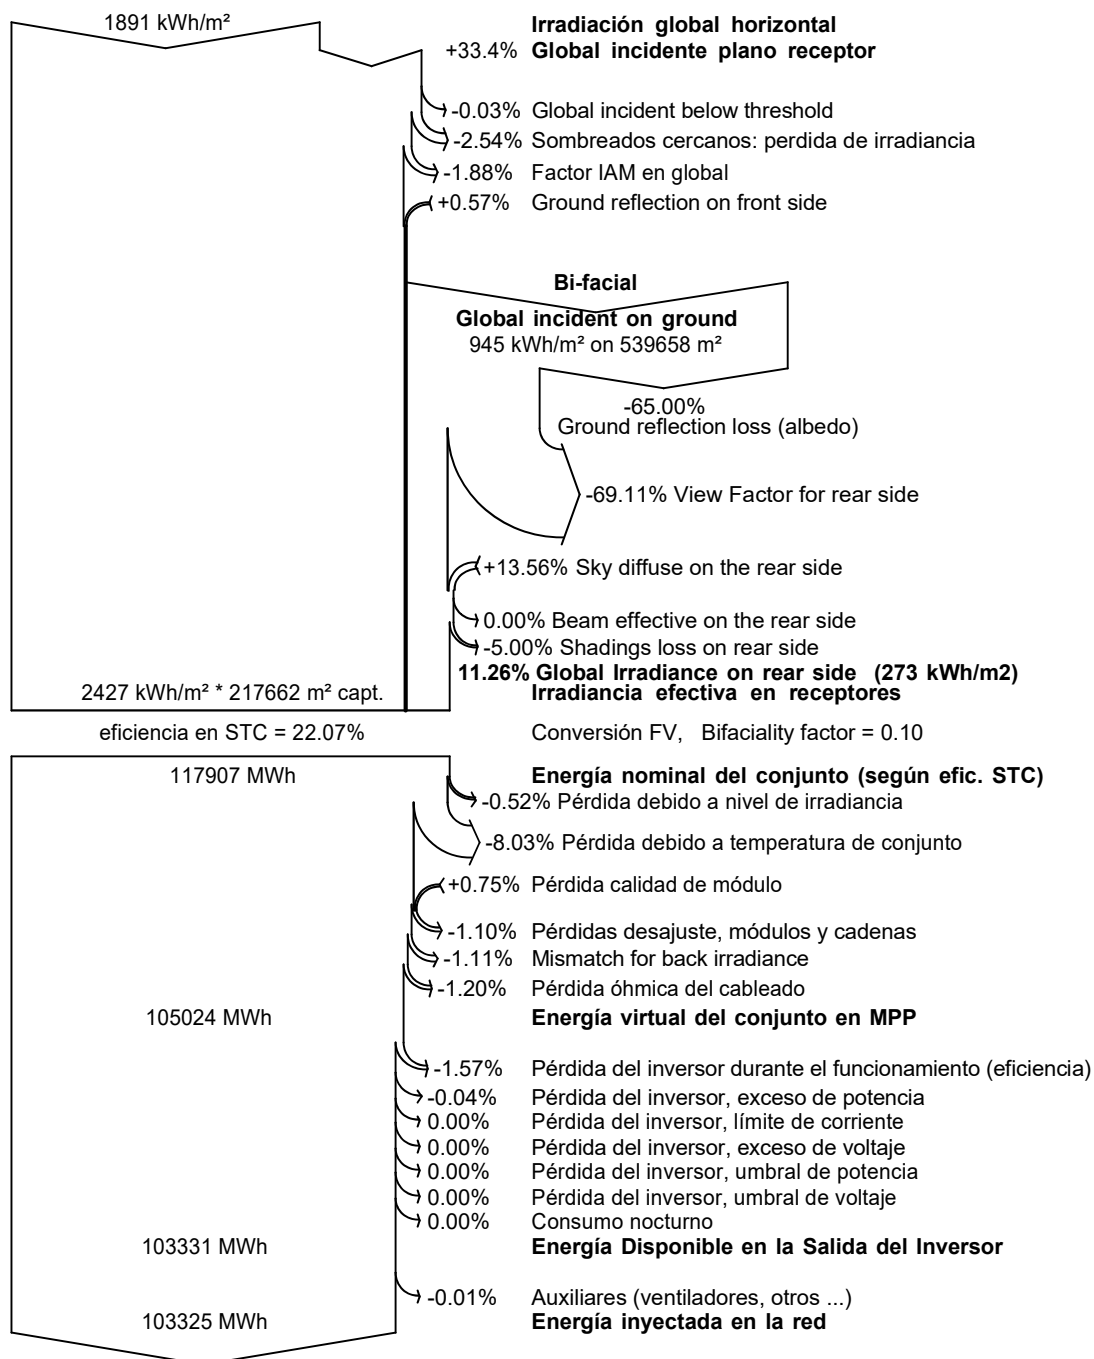 1891 kWh/m² Irradiación global horizontal
+33.4% Global incidente plano receptor
-0.03% Global incident below threshold
-2.54% Sombreados cercanos: perdida de irradiancia
-1.88% Factor IAM en global
+0.57% Ground reflection on front side
Bi-facial
Global incident on ground
945 kWh/m² on 539658 m²
-65.00%
Ground reflection loss (albedo)
-69.11% View Factor for rear side
+13.56% Sky diffuse on the rear side
0.00% Beam effective on the rear side
-5.00% Shadings loss on rear side
11.26% Global Irradiance on rear side (273 kWh/m2)
2427 kWh/m² * 217662 m² capt. Irradiancia efectiva en receptores
eficiencia en STC = 22.07% Conversión FV, Bifaciality factor = 0.10
117907 MWh Energía nominal del conjunto (según efic. STC)
-0.52% Pérdida debido a nivel de irradiancia
-8.03% Pérdida debido a temperatura de conjunto
+0.75% Pérdida calidad de módulo
-1.10% Pérdidas desajuste, módulos y cadenas
-1.11% Mismatch for back irradiance
-1.20% Pérdida óhmica del cableado
105024 MWh Energía virtual del conjunto en MPP
-1.57% Pérdida del inversor durante el funcionamiento (eficiencia)
-0.04% Pérdida del inversor, exceso de potencia
0.00% Pérdida del inversor, límite de corriente
0.00% Pérdida del inversor, exceso de voltaje
0.00% Pérdida del inversor, umbral de potencia
0.00% Pérdida del inversor, umbral de voltaje
0.00% Consumo nocturno
103331 MWh Energía Disponible en la Salida del Inversor
-0.01% Auxiliares (ventiladores, otros ...)
103325 MWh Energía inyectada en la red